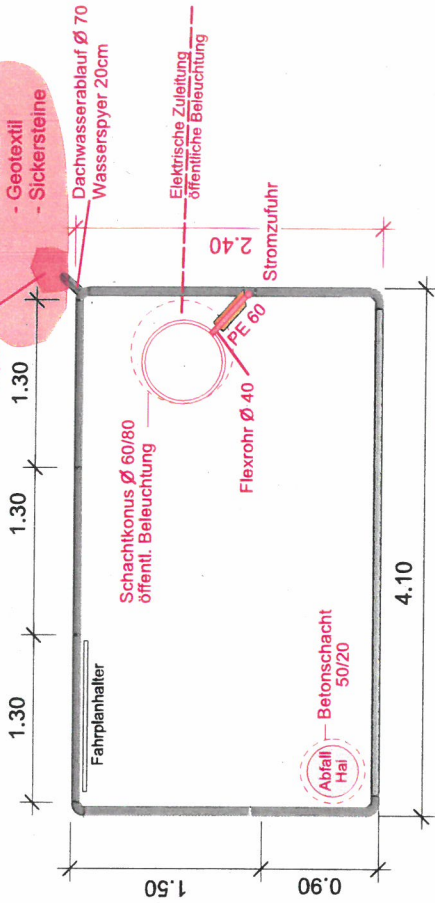 - Geotextil
- Sickersteine
Dachwasserablauf Ø 70
Wasserspyer 20cm
Elektrische Zuleitung
öffentliche Beleuchtung
1.30
1.30
1.30
2.40
Stromzufuhr
PE 60
Flexrohr Ø 40
Schachtkonus Ø 60/80
öffentl. Beleuchtung
Fahrplanhalter
Betonschacht
50/20
Abfall
Hai
1.50
0.90
4.10